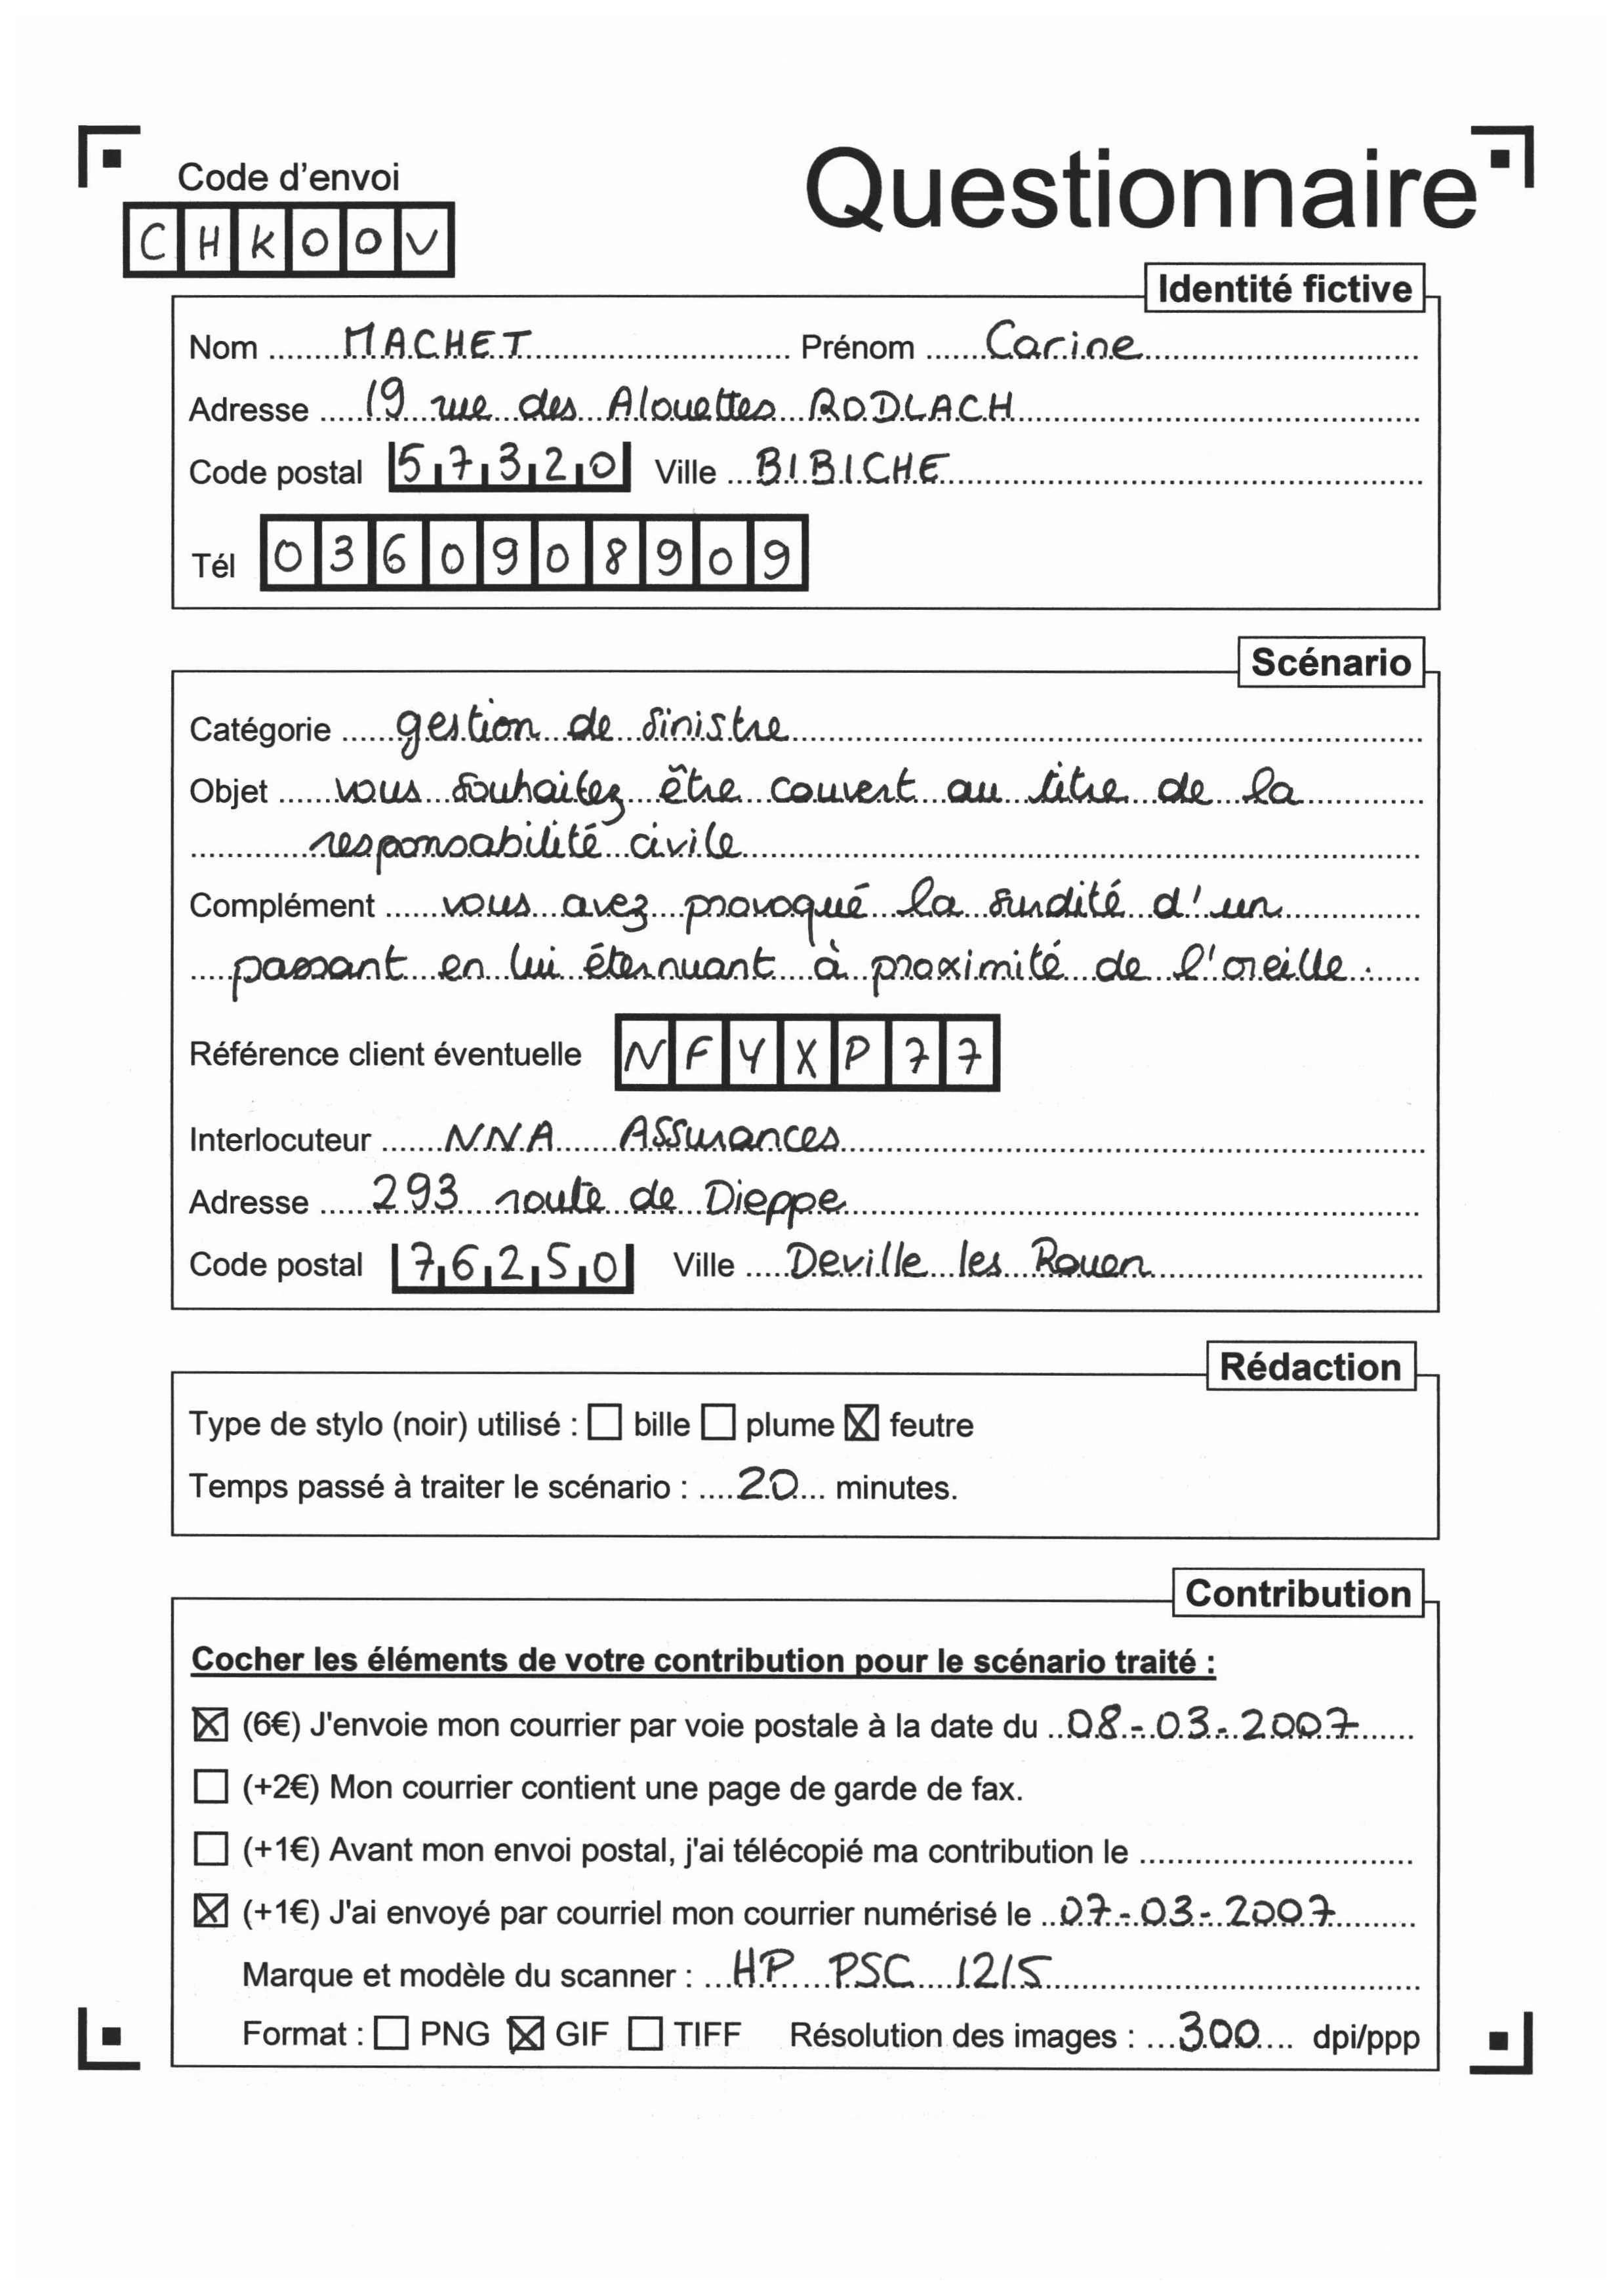 Code d'envoi
CHK00V
Questionnaire
Identité fictive
Nom MACHET Prénom Carine
Adresse 19 rue des Alouettes RODLACH
Code postal 57320 Ville BIBICHE
Tél 0360908909
Scénario
Catégorie gestion de sinistre
Objet vous souhaitez être couvert au titre de la
responsabilité civile
Complément vous avez provoqué la surdité d'un
passant en lui éternuant à proximité de l'oreille.
Référence client éventuelle NFYXP77
Interlocuteur NNA ASSurances
Adresse 293 route de Dieppe
Code postal 76250 Ville Deville les Rouen
Rédaction
Type de stylo (noir) utilisé : ☐ bille ☐ plume ☒ feutre
Temps passé à traiter le scénario : 20 minutes.
Contribution
Cocher les éléments de votre contribution pour le scénario traité :
☒ (6€) J'envoie mon courrier par voie postale à la date du 08-03-2007
☐ (+2€) Mon courrier contient une page de garde de fax.
☐ (+1€) Avant mon envoi postal, j'ai télécopié ma contribution le
☒ (+1€) J'ai envoyé par courriel mon courrier numérisé le 07-03-2007
Marque et modèle du scanner : HP PSC 1215
Format : ☐ PNG ☒ GIF ☐ TIFF Résolution des images : 300 dpi/ppp